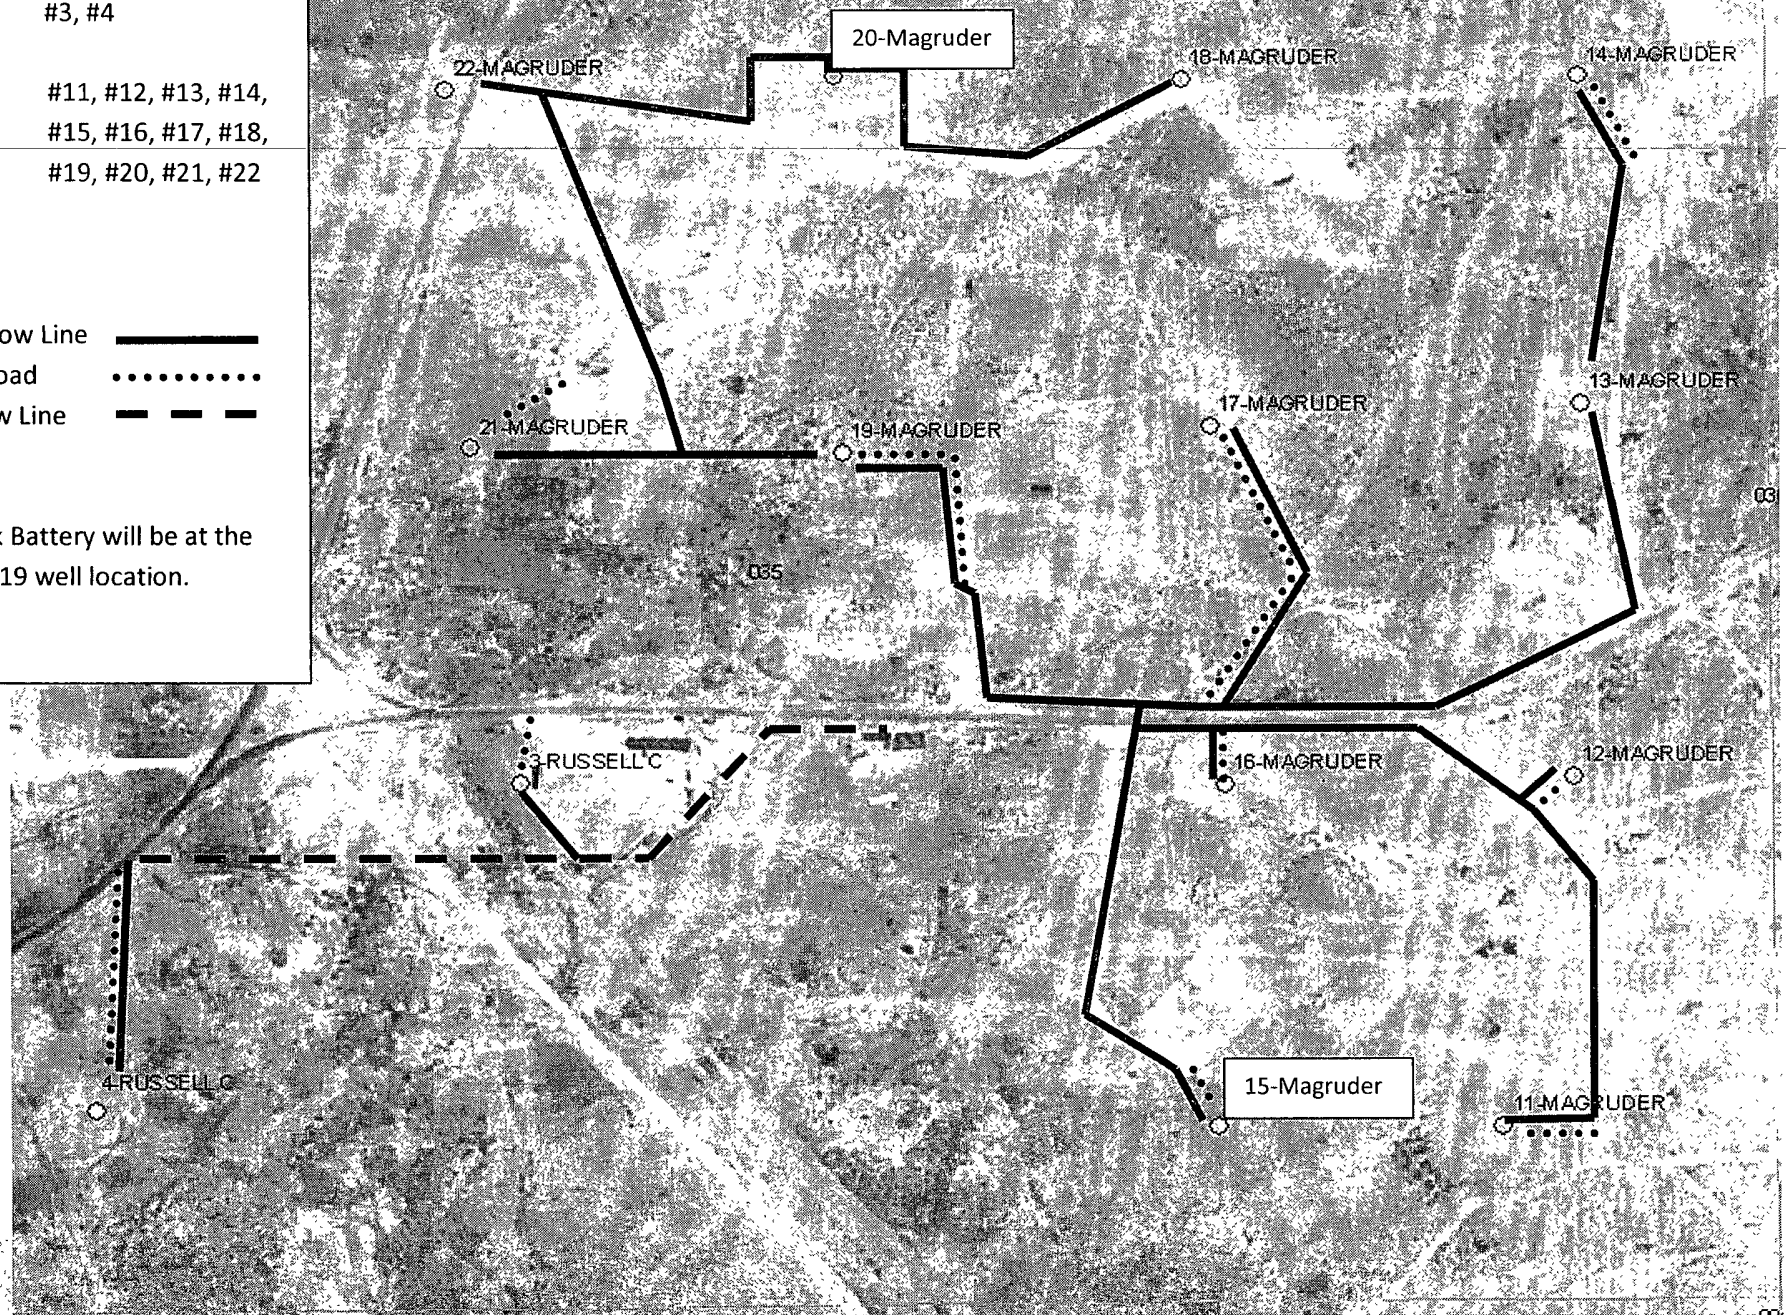 #3, #4
#11, #12, #13, #14,
#15, #16, #17, #18,
#19, #20, #21, #22
ow Line
oad
w Line
Battery will be at the
19 well location.
20-Magruder
22-MAGRUDER
18-MAGRUDER
14-MAGRUDER
13-MAGRUDER
17-MAGRUDER
21-MAGRUDER
19-MAGRUDER
03
035
3-RUSSELL C
16-MAGRUDER
12-MAGRUDER
4-RUSSELL C
15-Magruder
11-MAGRUDER